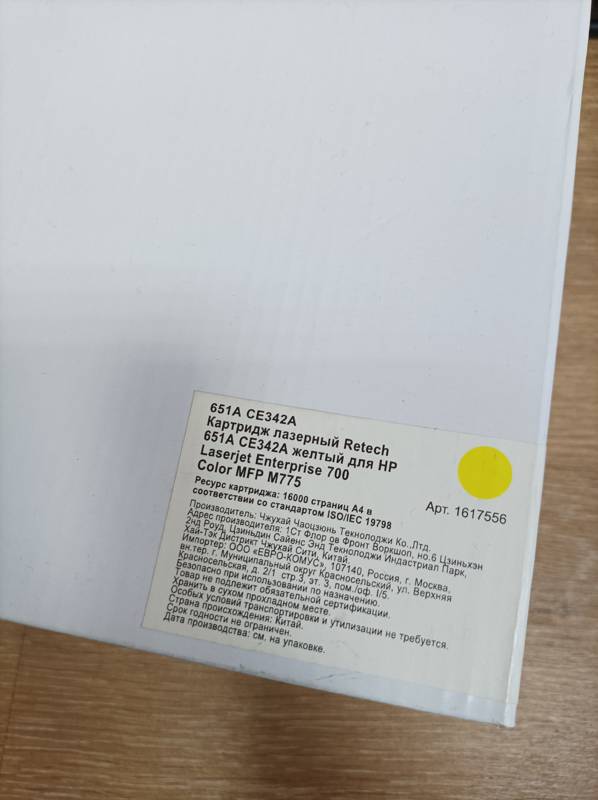 651A CE342A
Картридж лазерный Retech
651A CE342A желтый для HP
Laserjet Enterprise 700
Color MFP M775
Ресурс картриджа: 16000 страниц А4 в
соответствии со стандартом ISO/IEC 19798
Арт. 1617556
Производитель: Чжухай Чаоцзюнь Текнолоджи Ко.,Лтд.
Адрес производителя: 1Ст Флор ов Фронт Воркшоп, но.6 Цзиньхэн
2нд Роуд, Цзиньдин Сайенс Энд Текнолоджи Индастриал Парк,
Хай-Тэк Дистрикт Чжухай Сити, Китай
Импортер: ООО «ЕВРО-КОМУС», 107140, Россия, г. Москва,
вн.тер. г. Муниципальный округ Красносельский, ул. Верхняя
Красносельская, д. 2/1 стр.3, эт. 3, пом./оф. I/5.
Безопасно при использовании по назначению.
Товар не подлежит обязательной сертификации.
Хранить в сухом прохладном месте.
Особых условий транспортировки и утилизации не требуется.
Страна происхождения: Китай.
Срок годности не ограничен.
Дата производства: см. на упаковке.